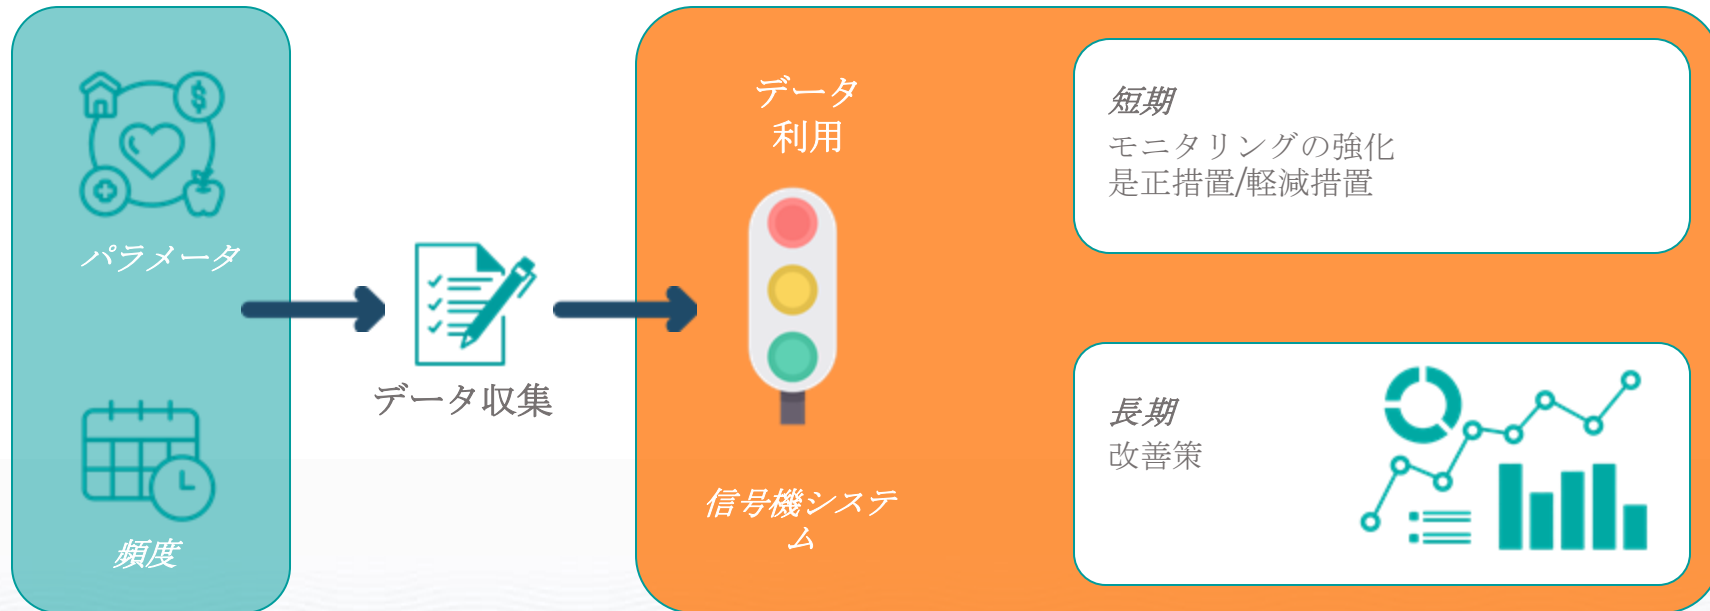 パラメータ
頻度
データ収集
データ
利用
信号機システ
ム
短期
モニタリングの強化
是正措置/軽減措置
長期
改善策